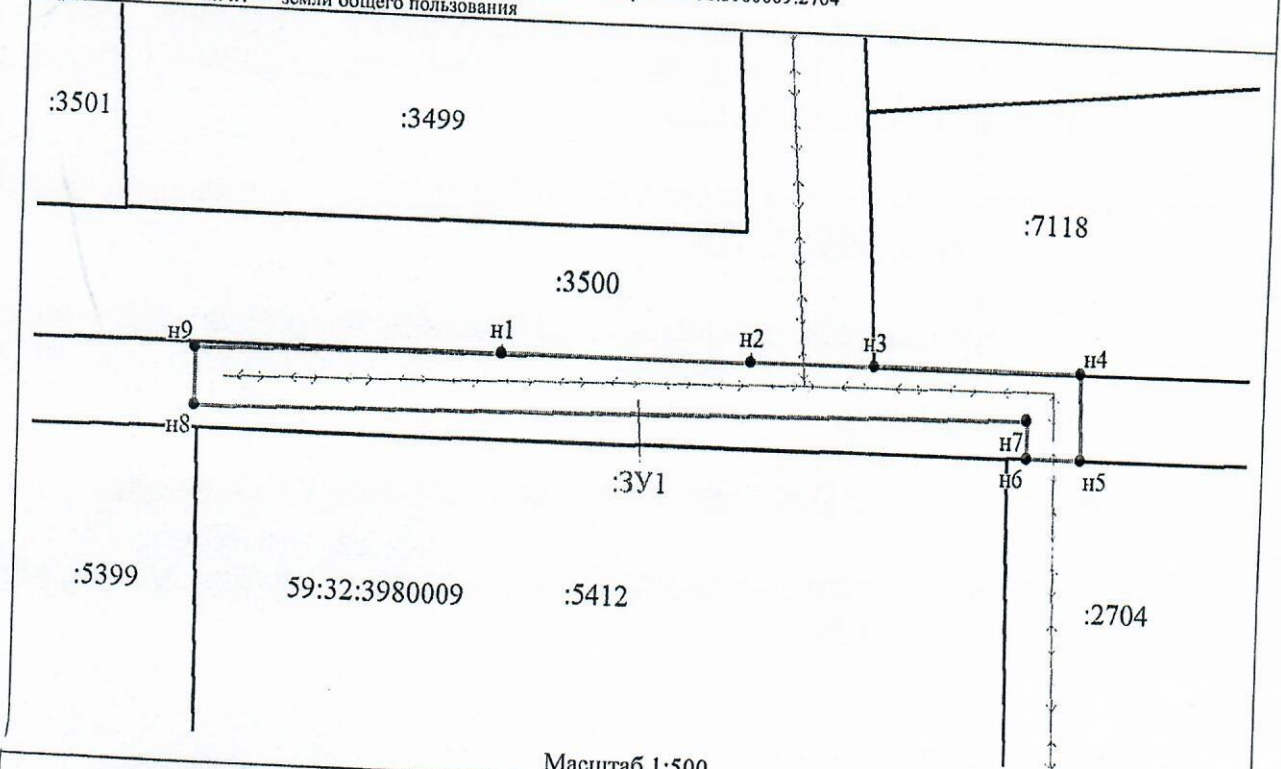 земли общего пользования
:3501
:3499
:7118
:3500
н9
н1
н2
н3
н4
н8
н7
н6
н5
:ЗУ1
:5399
59:32:3980009
:5412
:2704
Масштаб 1:500